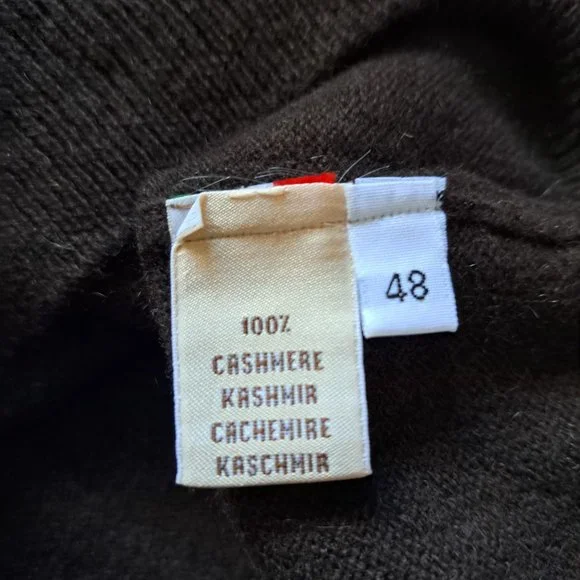 100%
CASHMERE
KASHMIR
CACHEMIRE
KASCHMIR
48